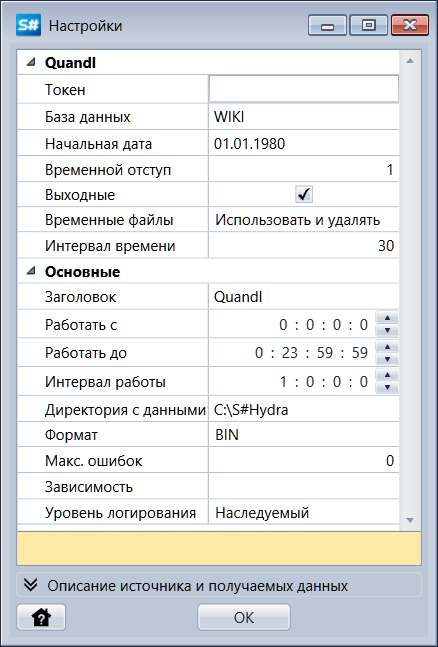 S# Настройки
Quandl
Токен
База данных WIKI
Начальная дата 01.01.1980
Временной отступ 1
Выходные
Временные файлы Использовать и удалять
Интервал времени 30
Основные
Заголовок Quandl
Работать с 0 : 0 : 0 : 0
Работать до 0 : 23 : 59 : 59
Интервал работы 1 : 0 : 0 : 0
Директория с данными C:\S#Hydra
Формат BIN
Макс. ошибок 0
Зависимость
Уровень логирования Наследуемый
Описание источника и получаемых данных
? OK